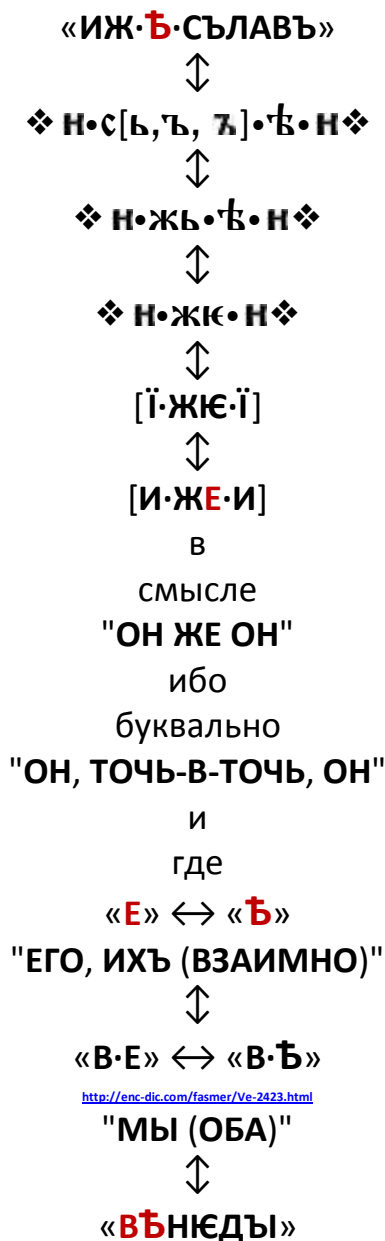 «ИЖ·Ѣ·СЪЛАВЪ»
↕
❖ н•с[ь,ъ, ꙏ]•ѣ•н❖
↕
❖ н•жь•ѣ•н❖
↕
❖ н•жѥ•н❖
↕
[Ї·ЖѤ·Ї]
↕
[И·ЖЕ·И]
в
смысле
"ОН ЖЕ ОН"
ибо
буквально
"ОН, ТОЧЬ-В-ТОЧЬ, ОН"
и
где
«Е» ↔ «Ѣ»
"ЕГО, ИХЪ (ВЗАИМНО)"
↕
«В·Е» ↔ «В·Ѣ»
http://enc-dic.com/fasmer/Ve-2423.html
"МЫ (ОБА)"
↕
«ВѢНѤДЪІ»